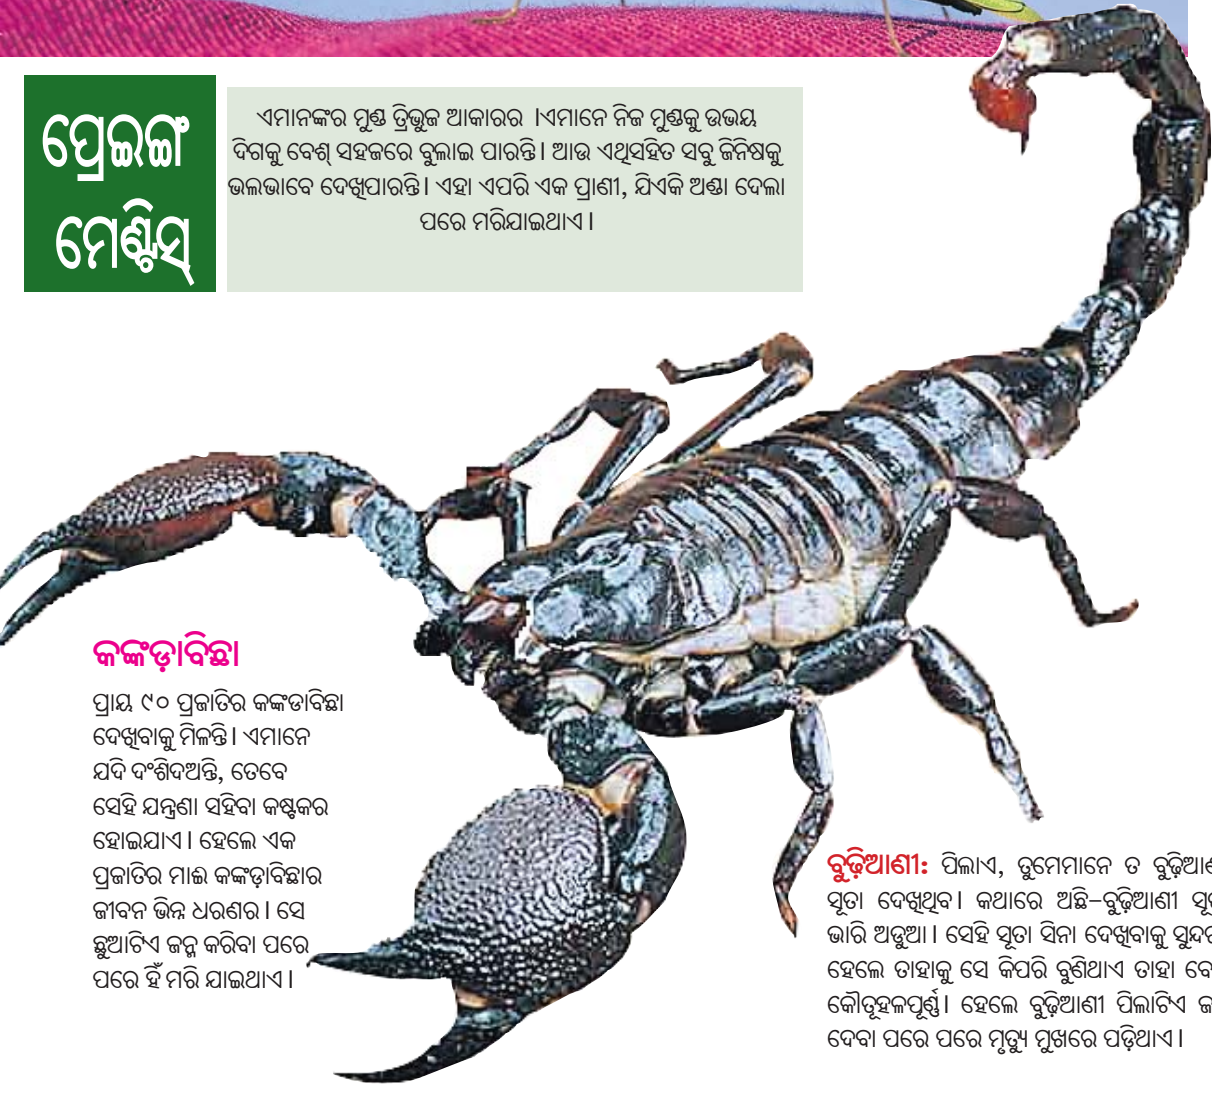 ପ୍ରେଇଙ୍ଗ
ମେଣ୍ଟିସ୍
ଏମାନଙ୍କର ମୁଣ୍ଡ ତ୍ରିଭୁଜ ଆକାରର ।ଏମାନେ ନିଜ ମୁଣ୍ଡକୁ ଉଭୟ
ଦିଗକୁ ବେଶ୍ ସହଜରେ ବୁଲାଇ ପାରନ୍ତି। ଆଉ ଏଥିସହିତ ସବୁ ଜିନିଷକୁ
ଭଲଭାବେ ଦେଖିପାରନ୍ତି। ଏହା ଏପରି ଏକ ପ୍ରାଣୀ, ଯିଏକି ଅଣ୍ଡା ଦେଲା
ପରେ ମରିଯାଇଥାଏ।
କଙ୍କଡ଼ାବିଛା
ପ୍ରାୟ ୯୦ ପ୍ରଜାତିର କଙ୍କଡାବିଛା
ଦେଖିବାକୁ ମିଳନ୍ତି। ଏମାନେ
ଯଦି ଦଂଶିଦଅନ୍ତି, ତେବେ
ସେହି ଯନ୍ତ୍ରଣା ସହିବା କଷ୍ଟକର
ହୋଇଯାଏ। ହେଲେ ଏକ
ପ୍ରଜାତିର ମାଈ କଙ୍କଡ଼ାବିଛାର
ଜୀବନ ଭିନ୍ନ ଧରଣର। ସେ
ଛୁଆଟିଏ ଜନ୍ମ କରିବା ପରେ
ପରେ ହିଁ ମରି ଯାଇଥାଏ।
ବୁଢ଼ିଆଣୀ: ପିଲାଏ, ତୁମେମାନେ ତ
ସୂତା ଦେଖିଥିବ। କଥାରେ ଅଛି–ବୁଢ଼ିଆଣୀ
ଭାରି ଅଡୁଆ। ସେହି ସୂତା ସିନା ଦେଖିବାକୁ
ହେଲେ ତାହାକୁ ସେ କିପରି ବୁଣିଥାଏ ତାହା
କୌତୂହଳପୂର୍ଣ୍ଣ। ହେଲେ ବୁଢ଼ିଆଣୀ ପିଲାଟିଏ
ଦେବା ପରେ ପରେ ମୃତ୍ୟୁ ମୁଖରେ ପଡ଼ିଥାଏ।